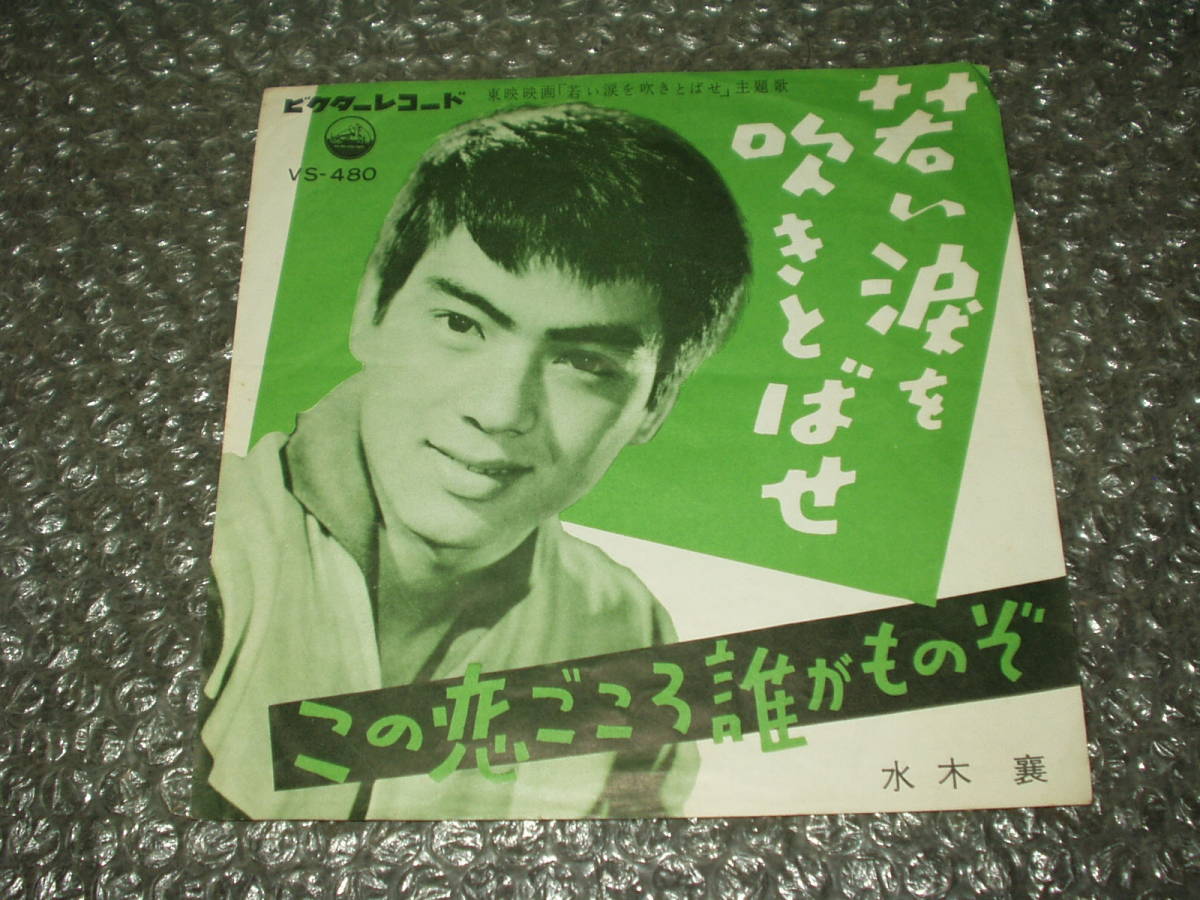 ビクターレコード
東映映画「若い涙を吹きとばせ」主題歌
VS-480
若い涙を
吹きとばせ
この恋ごころ誰がものぞ
水木襄